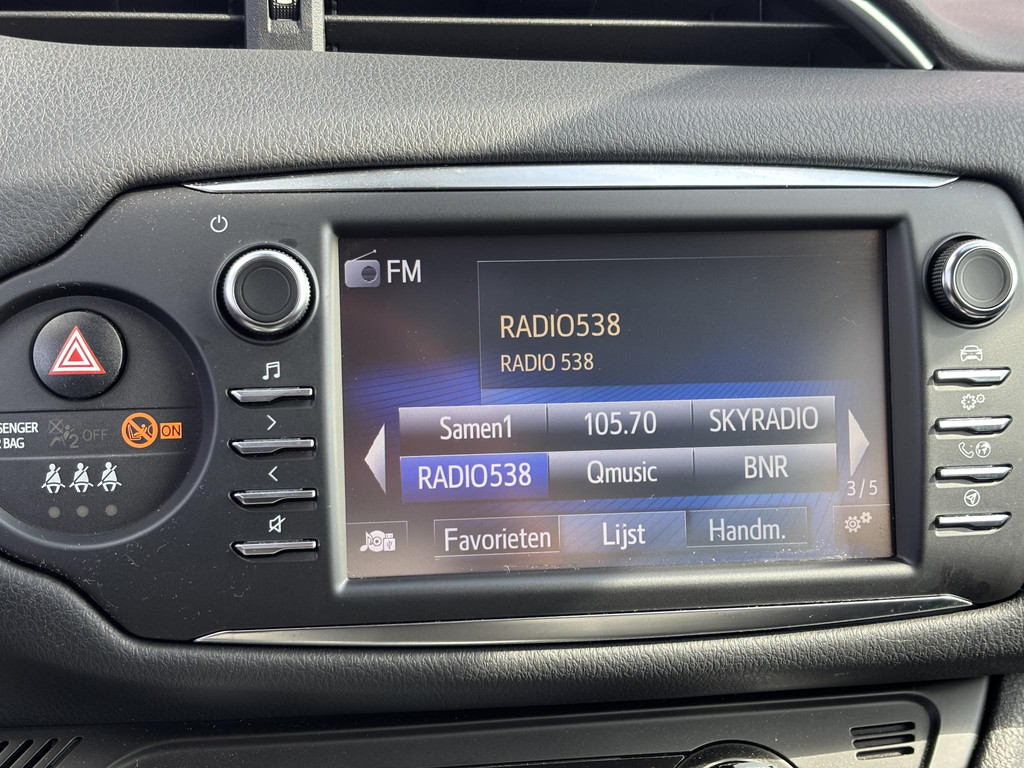 FM
RADIO538
RADIO 538
Samen1 105.70 SKYRADIO
RADIO538 Qmusic BNR
3/5
Favorieten Lijst Handm.
SENGER
BAG
2 OFF
ON